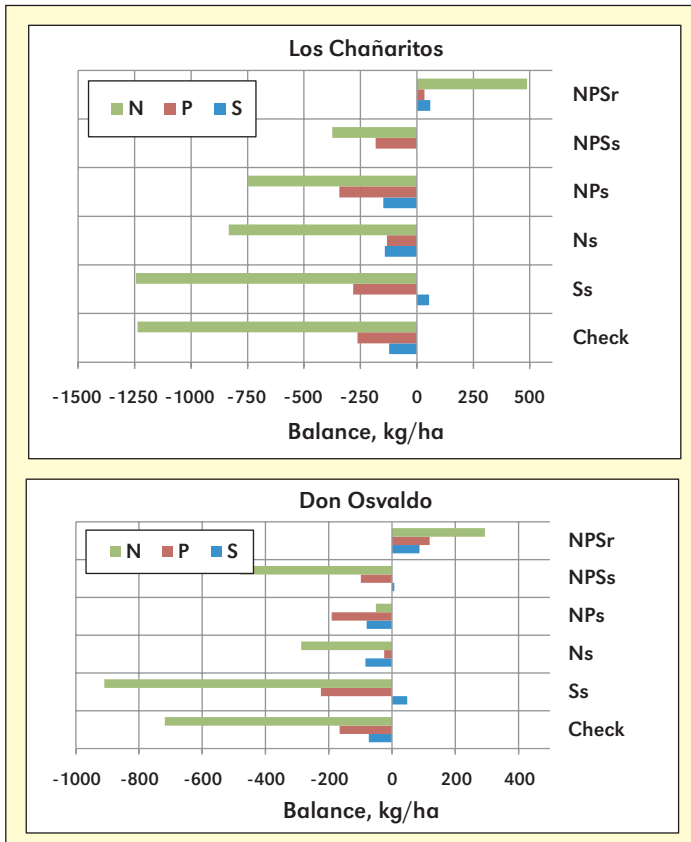 Los Chañaritos
-1500 -1250 -1000 -750 -500 -250 0 250 500
N P S
NPSr
NPSs
NPs
Ns
Ss
Check
Balance, kg/ha
Don Osvaldo
N P S
NPSr
NPSs
NPs
Ns
Ss
Check
-1000 -800 -600 -400 -200 0 200 400
Balance, kg/ha